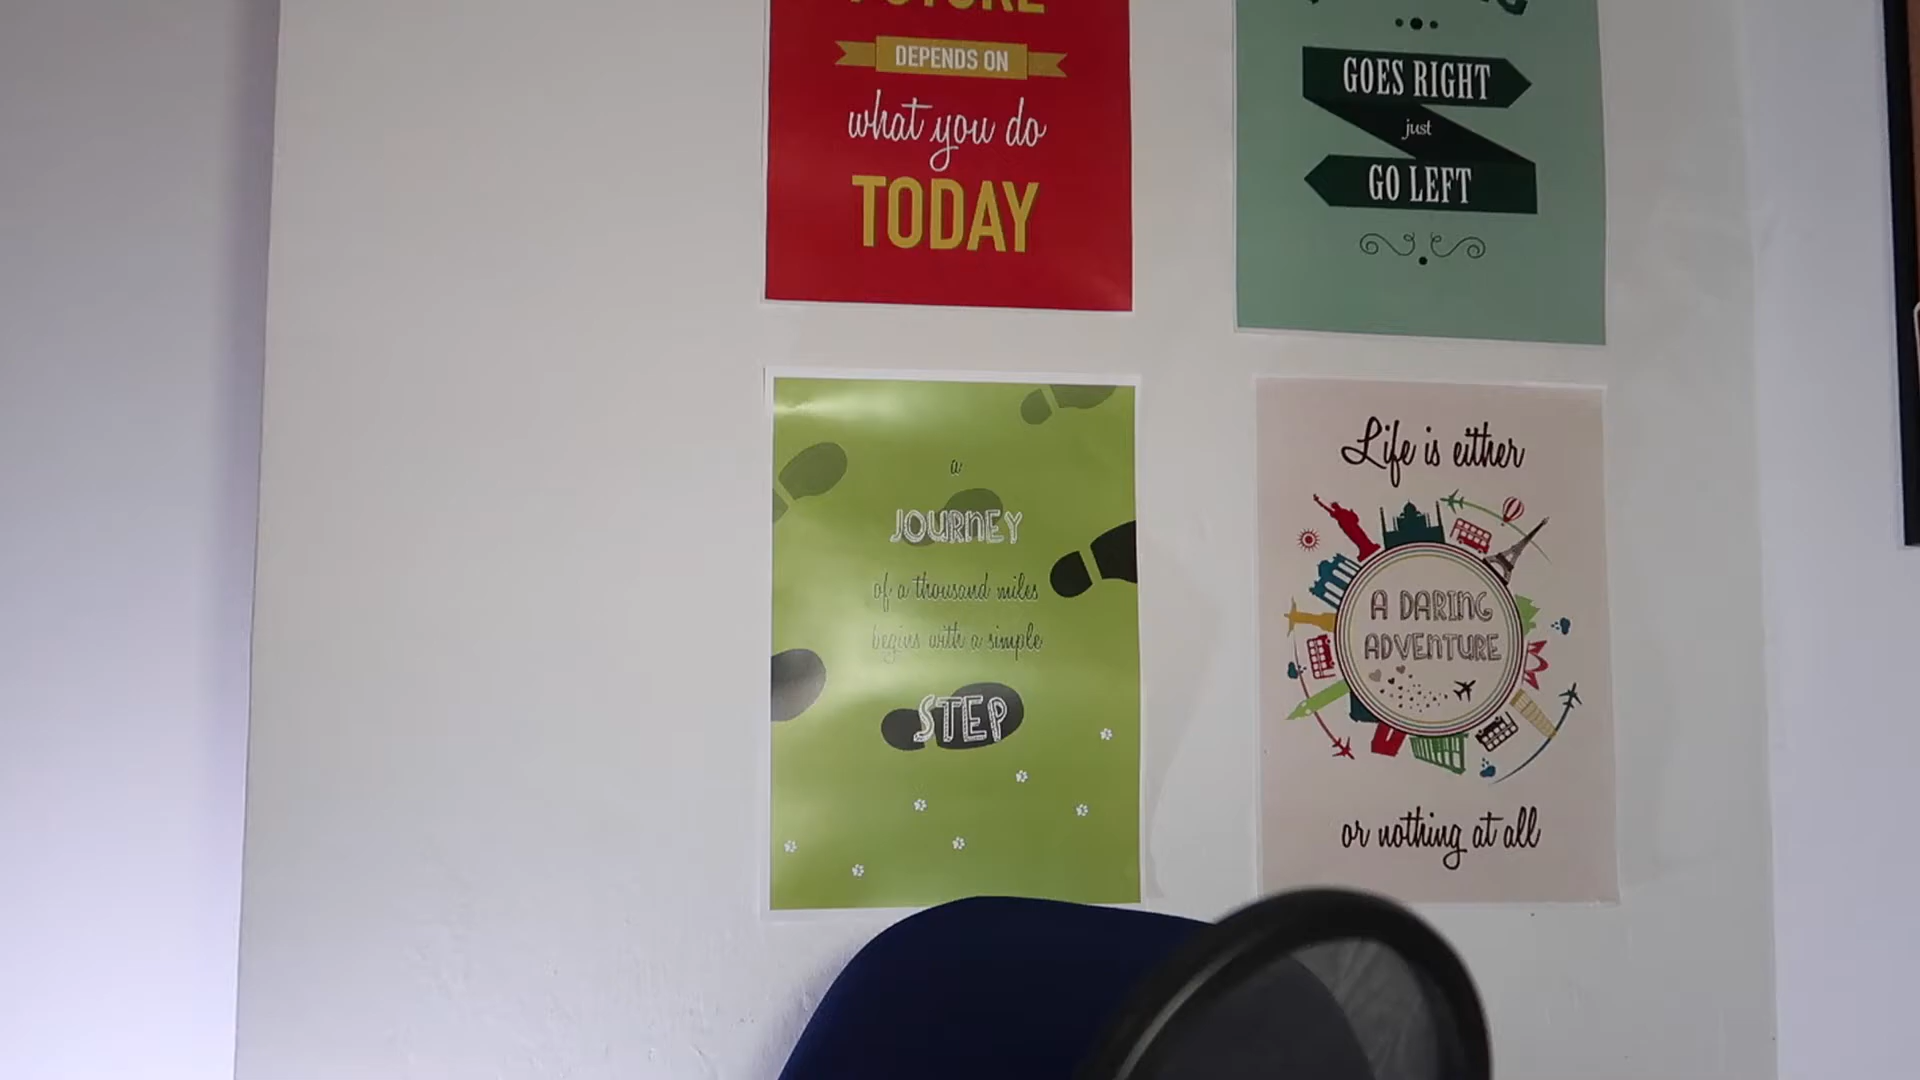 FUTURE
DEPENDS ON
what you do
TODAY
GOES RIGHT
just
GO LEFT
a
JOURNEY
of a thousand miles
begins with a simple
STEP
Life is either
A DARING
ADVENTURE
or nothing at all